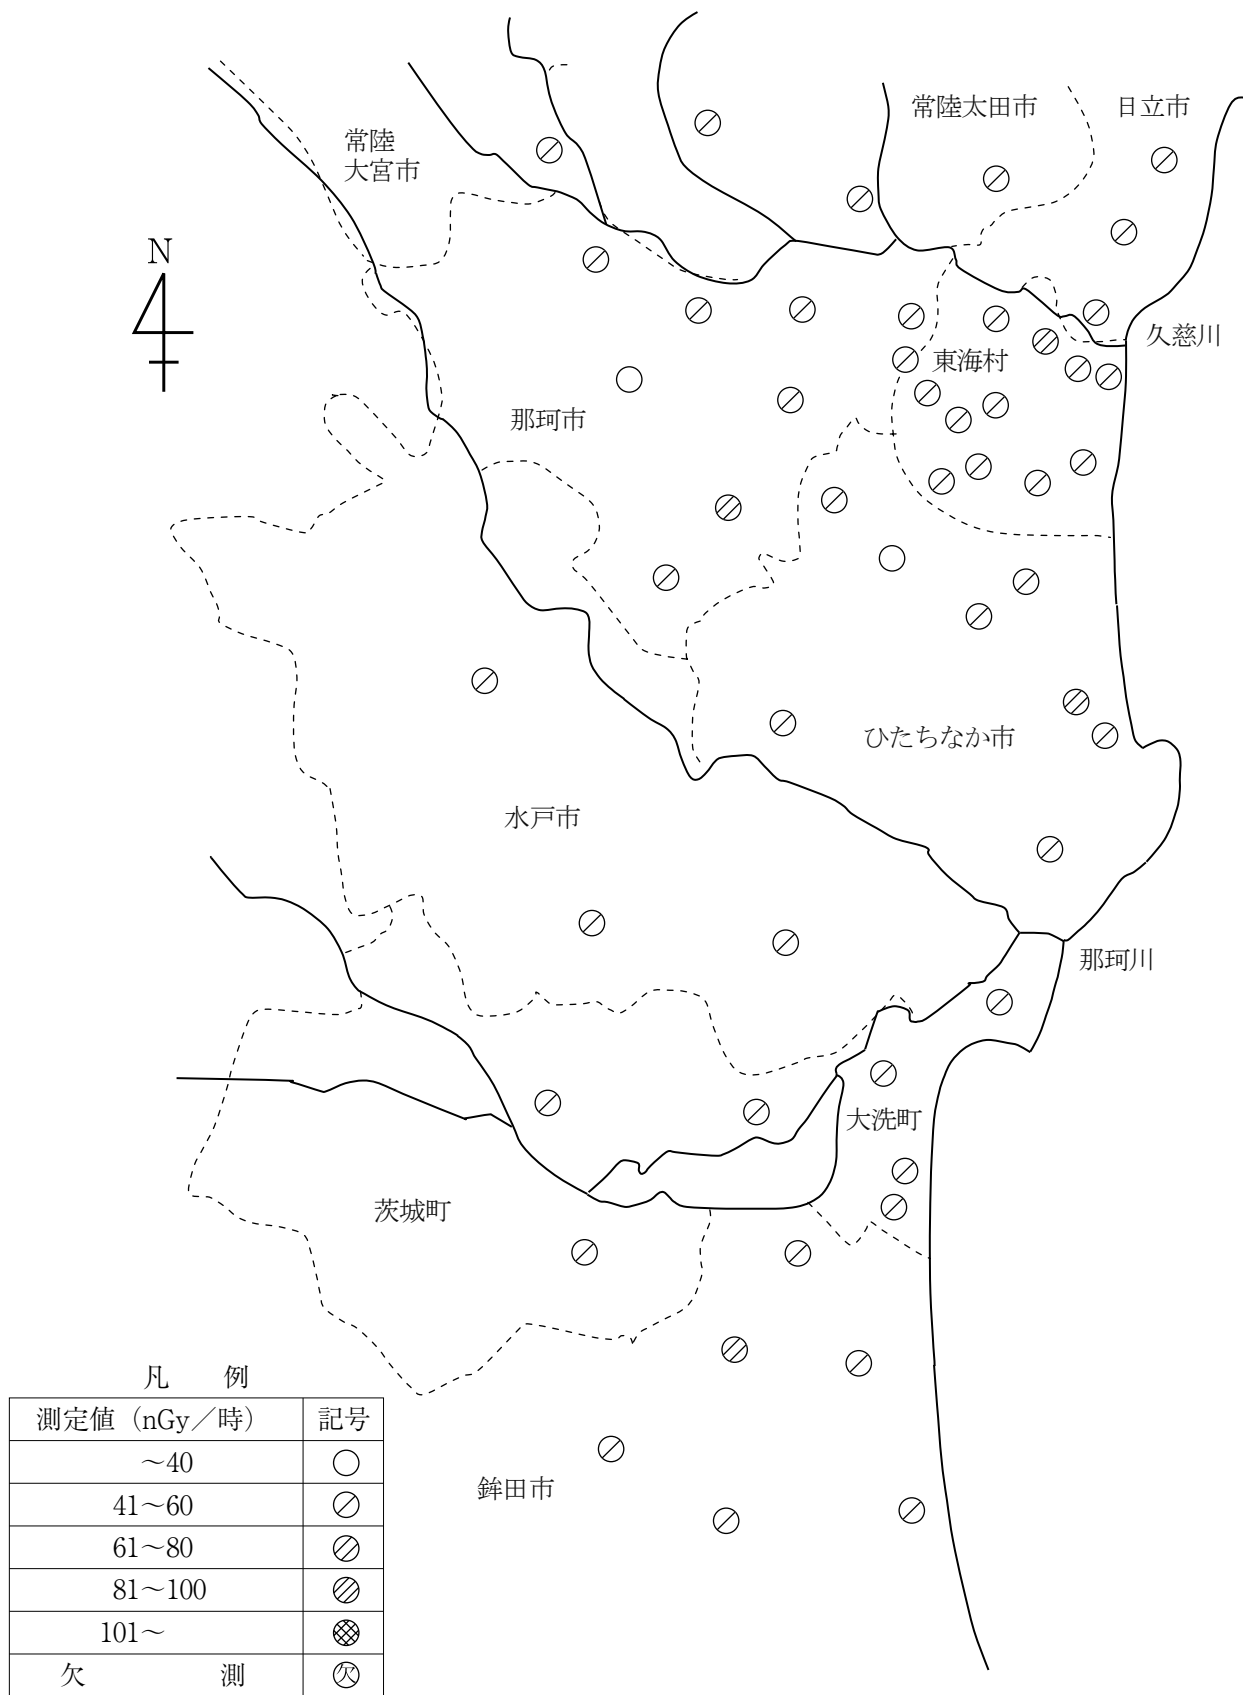 常陸太田市
日立市
常陸
大宮市
N
久慈川
東海村
那珂市
ひたちなか市
水戸市
那珂川
大洗町
茨城町
凡 例
測定値（nGy／時） 記号
～40
41～60
61～80
81～100
101～
欠 測 欠
鉾田市